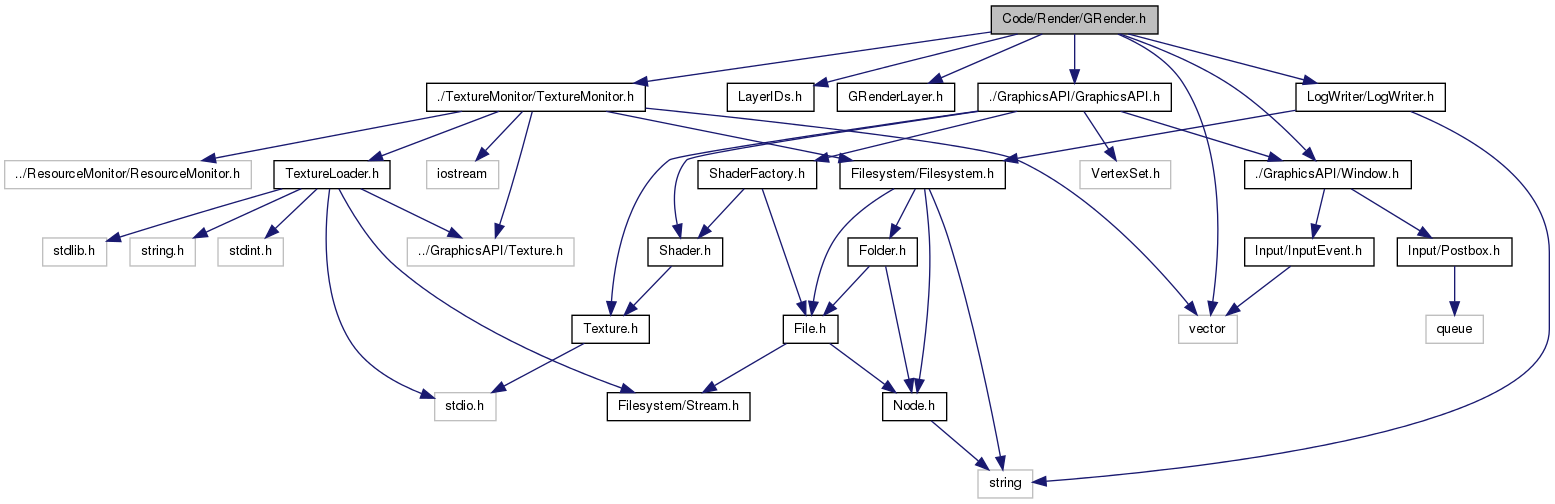 Code/Render/GRender.h
./TextureMonitor/TextureMonitor.h
LayerIDs.h
GRenderLayer.h
./GraphicsAPI/GraphicsAPI.h
LogWriter/LogWriter.h
../ResourceMonitor/ResourceMonitor.h
TextureLoader.h
iostream
ShaderFactory.h
Filesystem/Filesystem.h
VertexSet.h
./GraphicsAPI/Window.h
stdlib.h
string.h
stdint.h
../GraphicsAPI/Texture.h
Shader.h
Folder.h
Input/InputEvent.h
Input/Postbox.h
Texture.h
File.h
vector
queue
stdio.h
Filesystem/Stream.h
Node.h
string